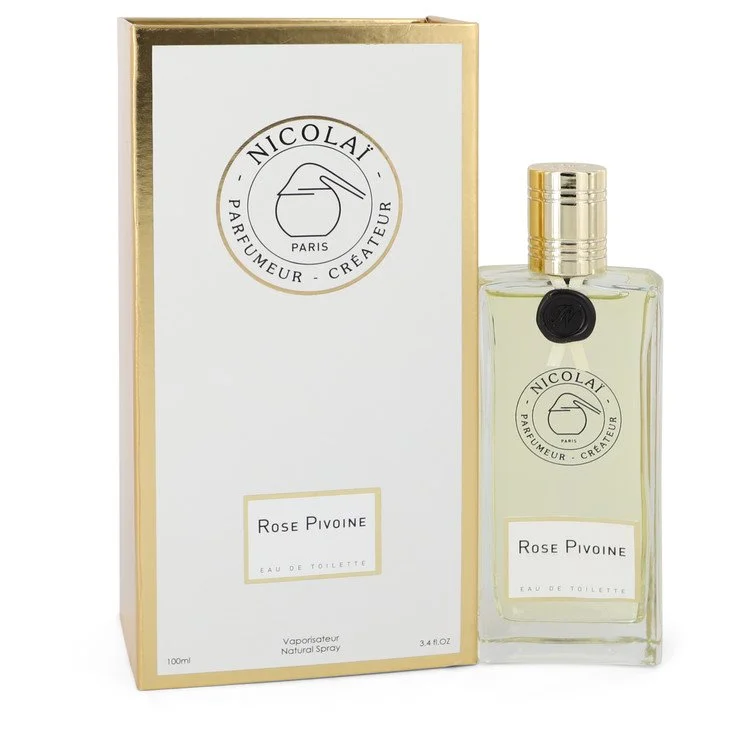 NICOLAÏ
PARIS
PARFUMEUR - CRÉATEUR
ROSE PIVOINE
EAU DE TOILETTE
100ml
Vaporisateur
Natural Spray
3.4 fl.OZ
NICOLAÏ
PARIS
PARFUMEUR - CRÉATEUR
ROSE PIVOINE
EAU DE TOILETTE